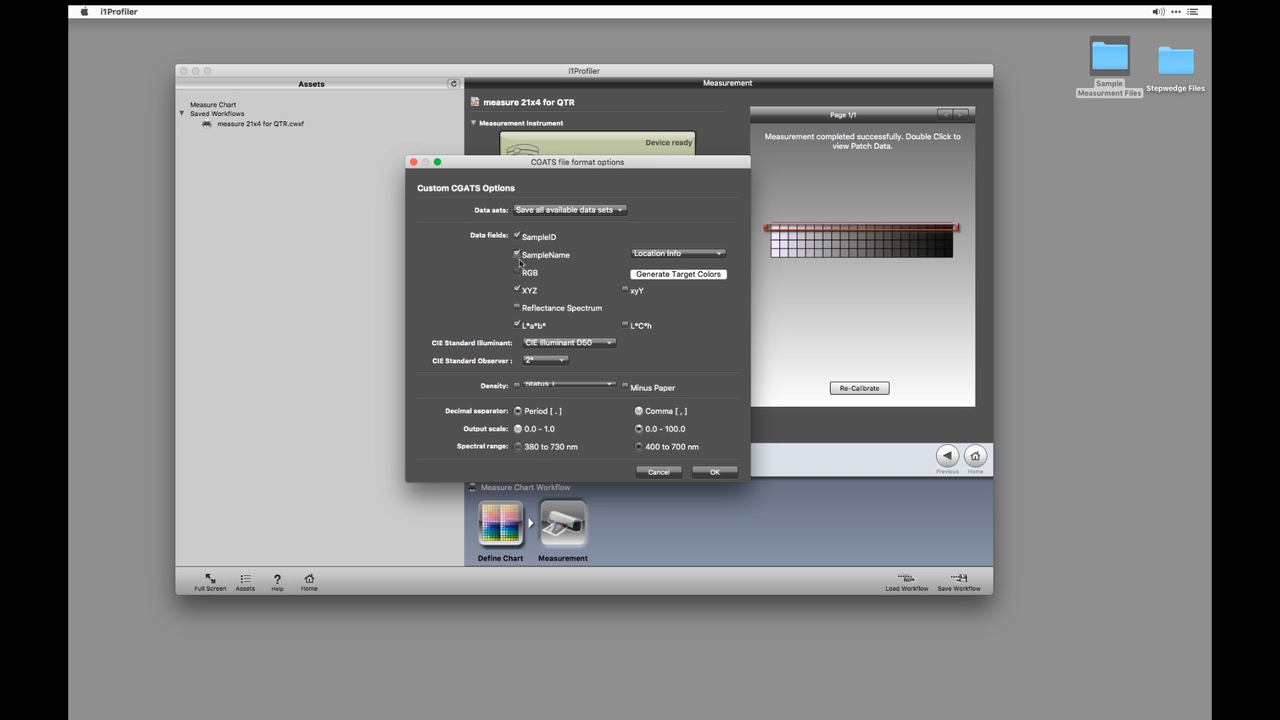 i1Profiler
Sample
Measurment Files
Stepwedge Files
i1Profiler
Assets
Measurement
Measure Chart
Saved Workflows
measure 21x4 for QTR.cwxf
measure 21x4 for QTR
Measurement Instrument
Device ready
Page 1/1
Measurement completed successfully. Double Click to
view Patch Data.
CGATS file format options
Custom CGATS Options
Data sets: Save all available data sets
Data fields: SampleID
SampleName Location Info
RGB Generate Target Colors
XYZ xyY
Reflectance Spectrum
L*a*b* L*C*h
CIE Standard Illuminant: CIE Illuminant D50
CIE Standard Observer : 2°
Density: Status T Minus Paper
Decimal separator: Period [ . ] Comma [ , ]
Output scale: 0.0 - 1.0 0.0 - 100.0
Spectral range: 380 to 730 nm 400 to 700 nm
Cancel OK
Re-Calibrate
Previous Home
Measure Chart Workflow
Define Chart Measurement
Full Screen Assets Help Home
Load Workflow Save Workflow